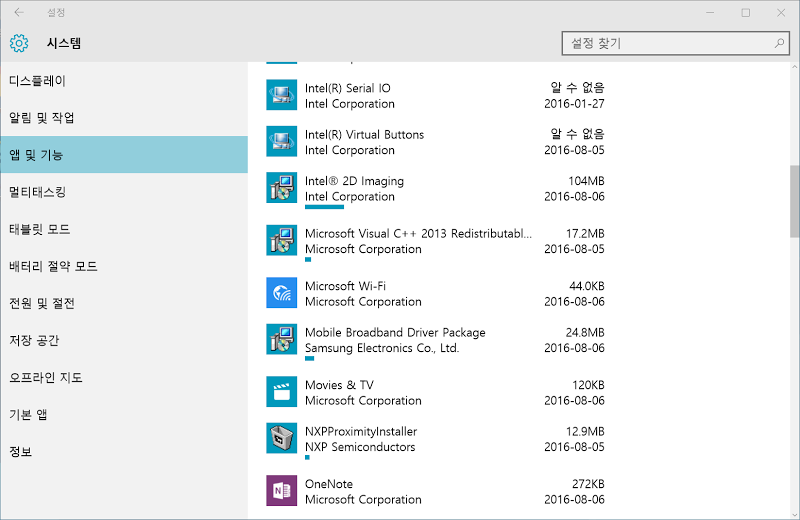 설정
시스템
설정 찾기
디스플레이
알림 및 작업
앱 및 기능
멀티태스킹
태블릿 모드
배터리 절약 모드
전원 및 절전
저장 공간
오프라인 지도
기본 앱
정보
Intel(R) Serial IO 알 수 없음
Intel Corporation 2016-01-27
Intel(R) Virtual Buttons 알 수 없음
Intel Corporation 2016-08-05
Intel® 2D Imaging 104MB
Intel Corporation 2016-08-06
Microsoft Visual C++ 2013 Redistributabl... 17.2MB
Microsoft Corporation 2016-08-05
Microsoft Wi-Fi 44.0KB
Microsoft Corporation 2016-08-06
Mobile Broadband Driver Package 24.8MB
Samsung Electronics Co., Ltd. 2016-08-06
Movies & TV 120KB
Microsoft Corporation 2016-08-06
NXPProximityInstaller 12.9MB
NXP Semiconductors 2016-08-05
OneNote 272KB
Microsoft Corporation 2016-08-06